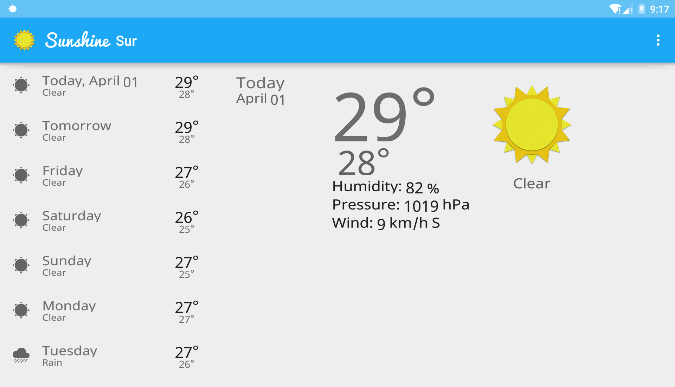 9:17
Sunshine Sur
Today, April 01
Clear
29°
28°
Tomorrow
Clear
29°
28°
Friday
Clear
27°
26°
Saturday
Clear
26°
25°
Sunday
Clear
27°
25°
Monday
Clear
27°
27°
Tuesday
Rain
27°
26°
Today
April 01
29°
28°
Humidity: 82 %
Pressure: 1019 hPa
Wind: 9 km/h S
Clear